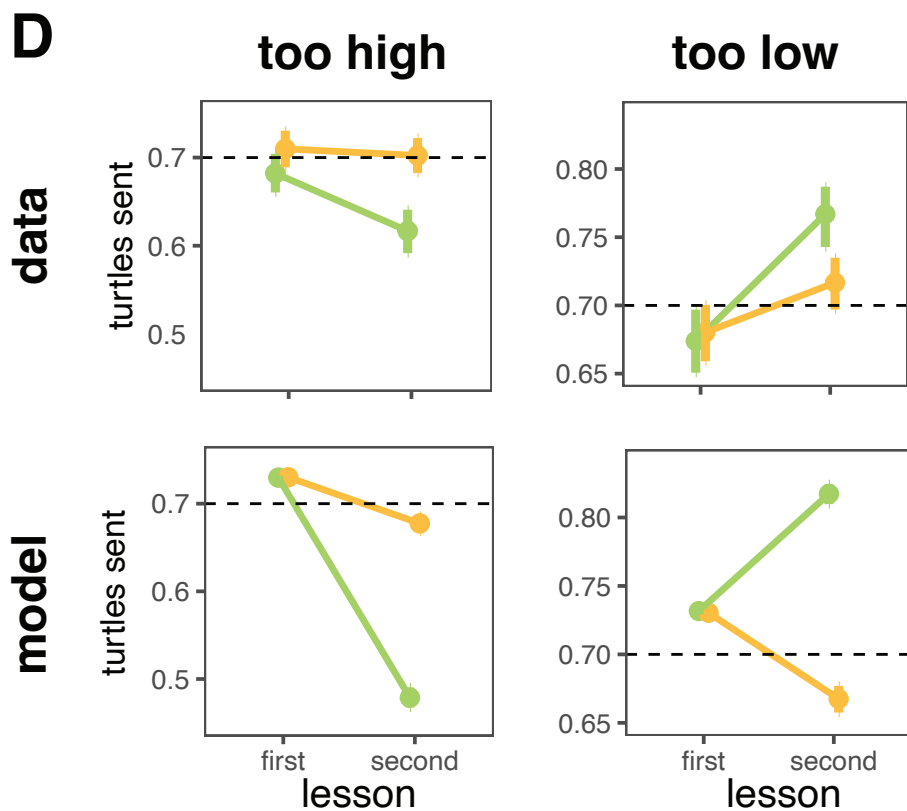 D
too high
too low
data
turtles sent
0.7
0.6
0.5
0.80
0.75
0.70
0.65
model
turtles sent
0.7
0.6
0.5
0.80
0.75
0.70
0.65
first second
first second
lesson
lesson